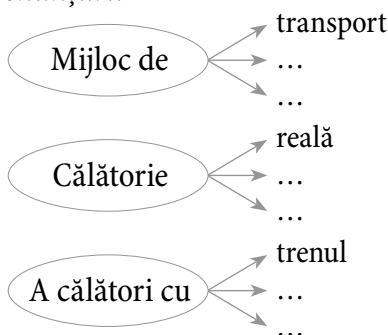 transport
Mijloc de
…
…
reală
Călătorie
…
…
trenul
A călători cu
…
…